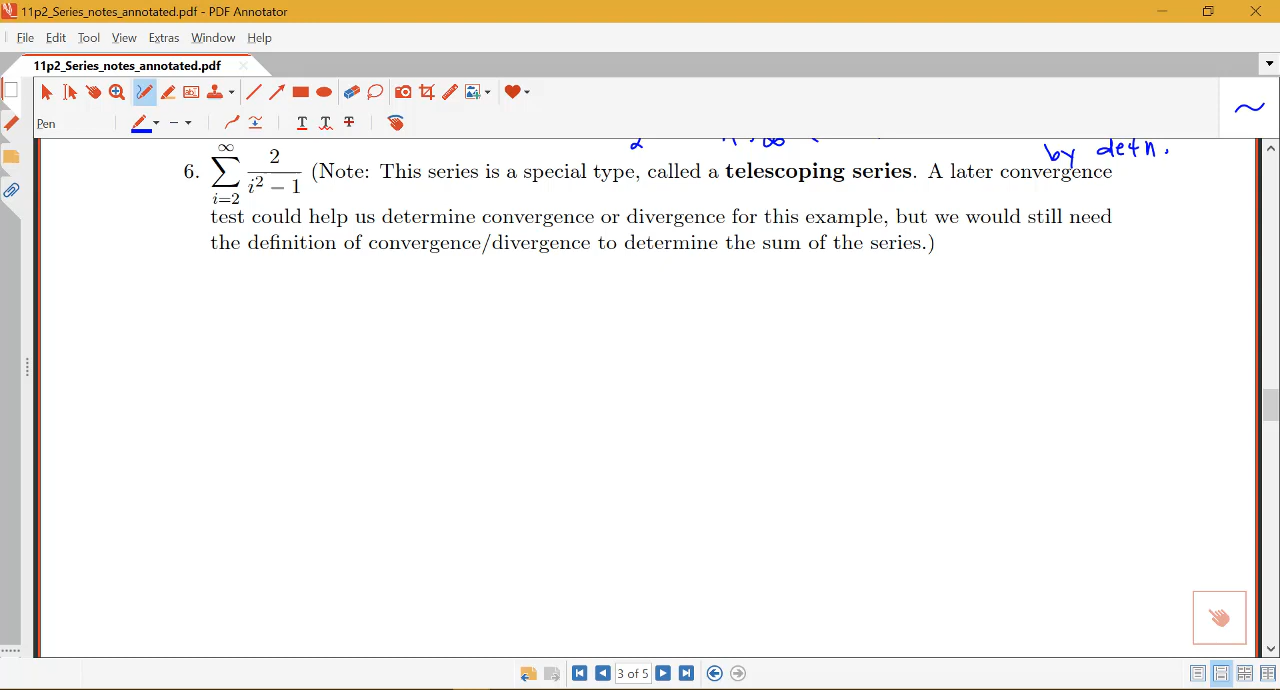 11p2_Series_notes_annotated.pdf - PDF Annotator
File Edit Tool View Extras Window Help
11p2_Series_notes_annotated.pdf
Pen
T T T
by defn.
6. ∞ ∑ i=2 2 / i² − 1 (Note: This series is a special type, called a telescoping series. A later convergence
test could help us determine convergence or divergence for this example, but we would still need
the definition of convergence/divergence to determine the sum of the series.)
3 of 5